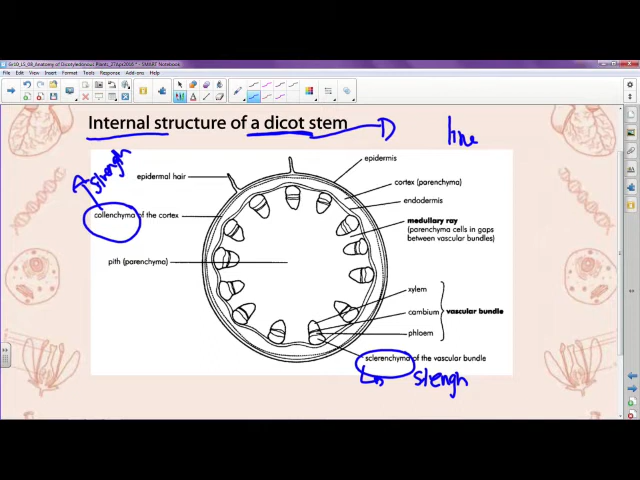 Gr10_LS_08_Anatomy of Dicotyledonous Plants_27Apr2016 * - SMART Notebook
File Edit View Insert Format Tools Add-ons Response Help
Internal structure of a dicot stem
line
strength
epidermis
epidermal hair
cortex (parenchyma)
endodermis
collenchyma of the cortex
medullary ray
(parenchyma cells in gaps
between vascular bundles)
pith (parenchyma)
xylem
cambium
vascular bundle
phloem
sclerenchyma of the vascular bundle